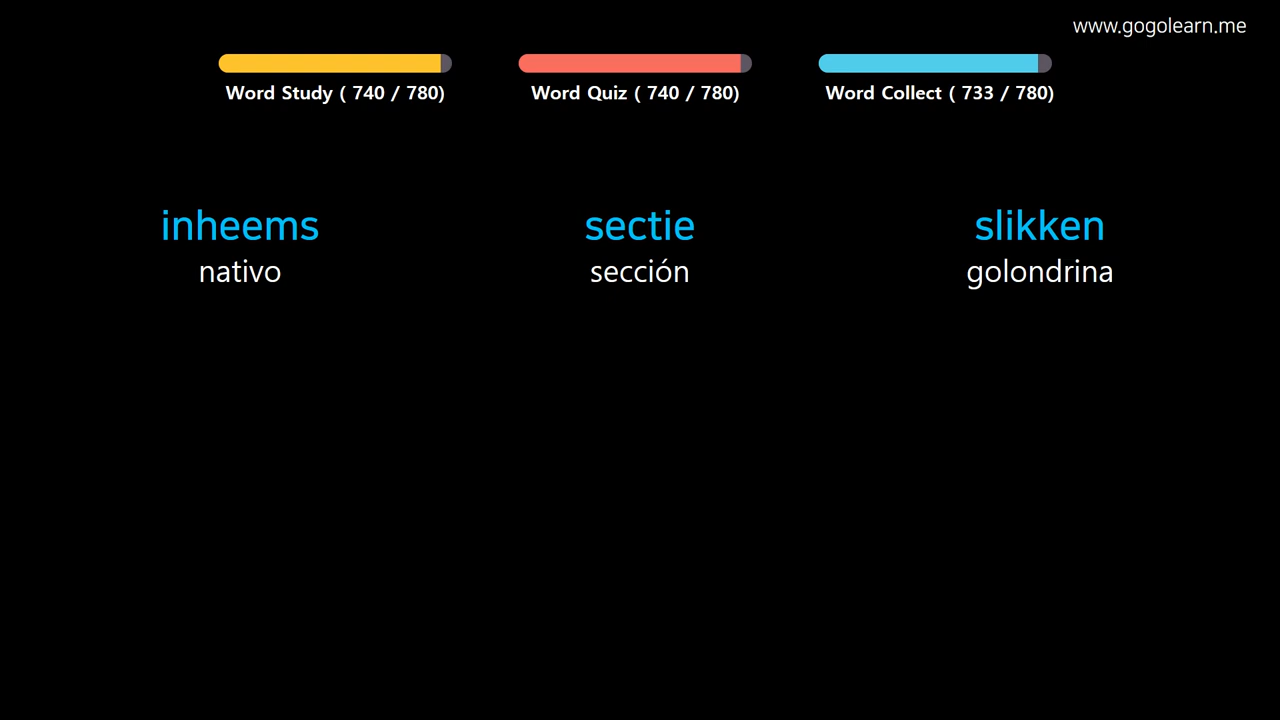 www.gogolearn.me
Word Study ( 740 / 780)
Word Quiz ( 740 / 780)
Word Collect ( 733 / 780)
inheems
nativo
sectie
sección
slikken
golondrina